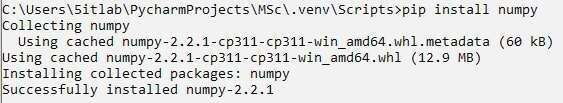 C:\Users\5itlab\PycharmProjects\MSc\.venv\Scripts>pip install numpy
Collecting numpy
  Using cached numpy-2.2.1-cp311-cp311-win_amd64.whl.metadata (60 kB)
Using cached numpy-2.2.1-cp311-cp311-win_amd64.whl (12.9 MB)
Installing collected packages: numpy
Successfully installed numpy-2.2.1